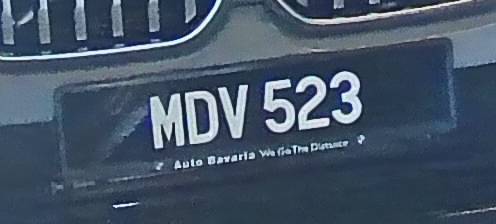 MDV 523
Auto Bavaria We Go The Distance